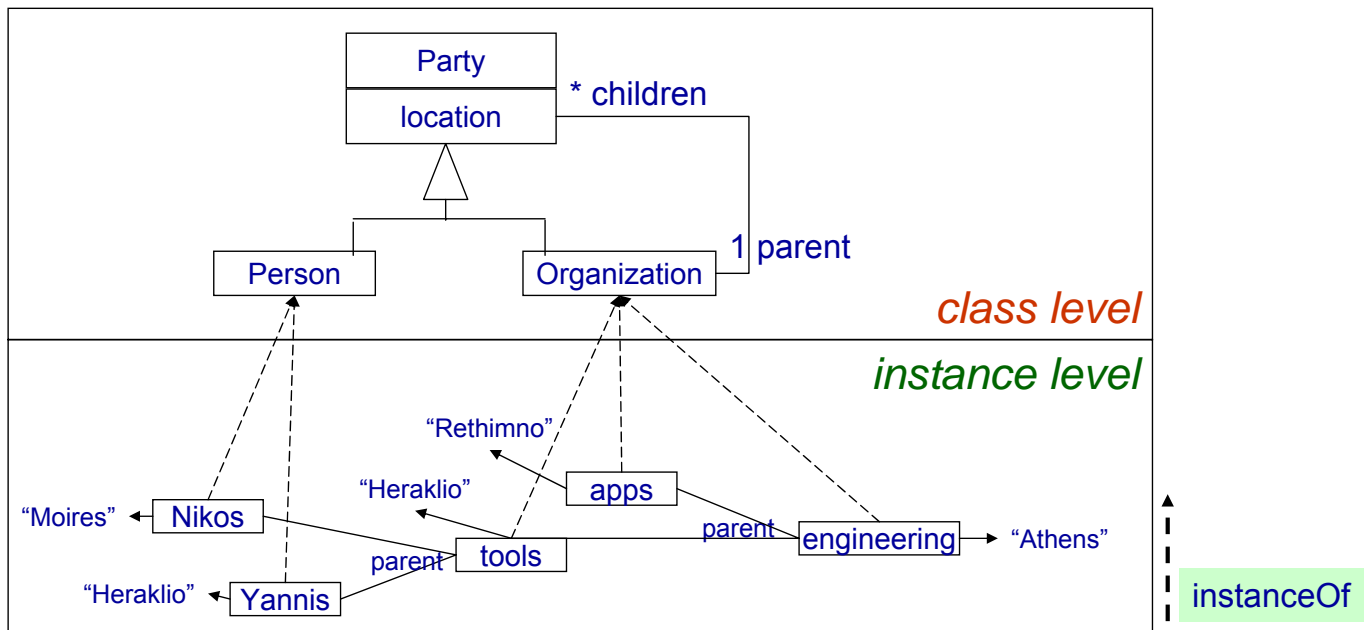 Party
* children
location
1 parent
Person
Organization
class level
instance level
“Rethimno”
“Heraklio”
apps
“Moires”
Nikos
parent
engineering
“Athens”
parent
tools
“Heraklio”
Yannis
instanceOf